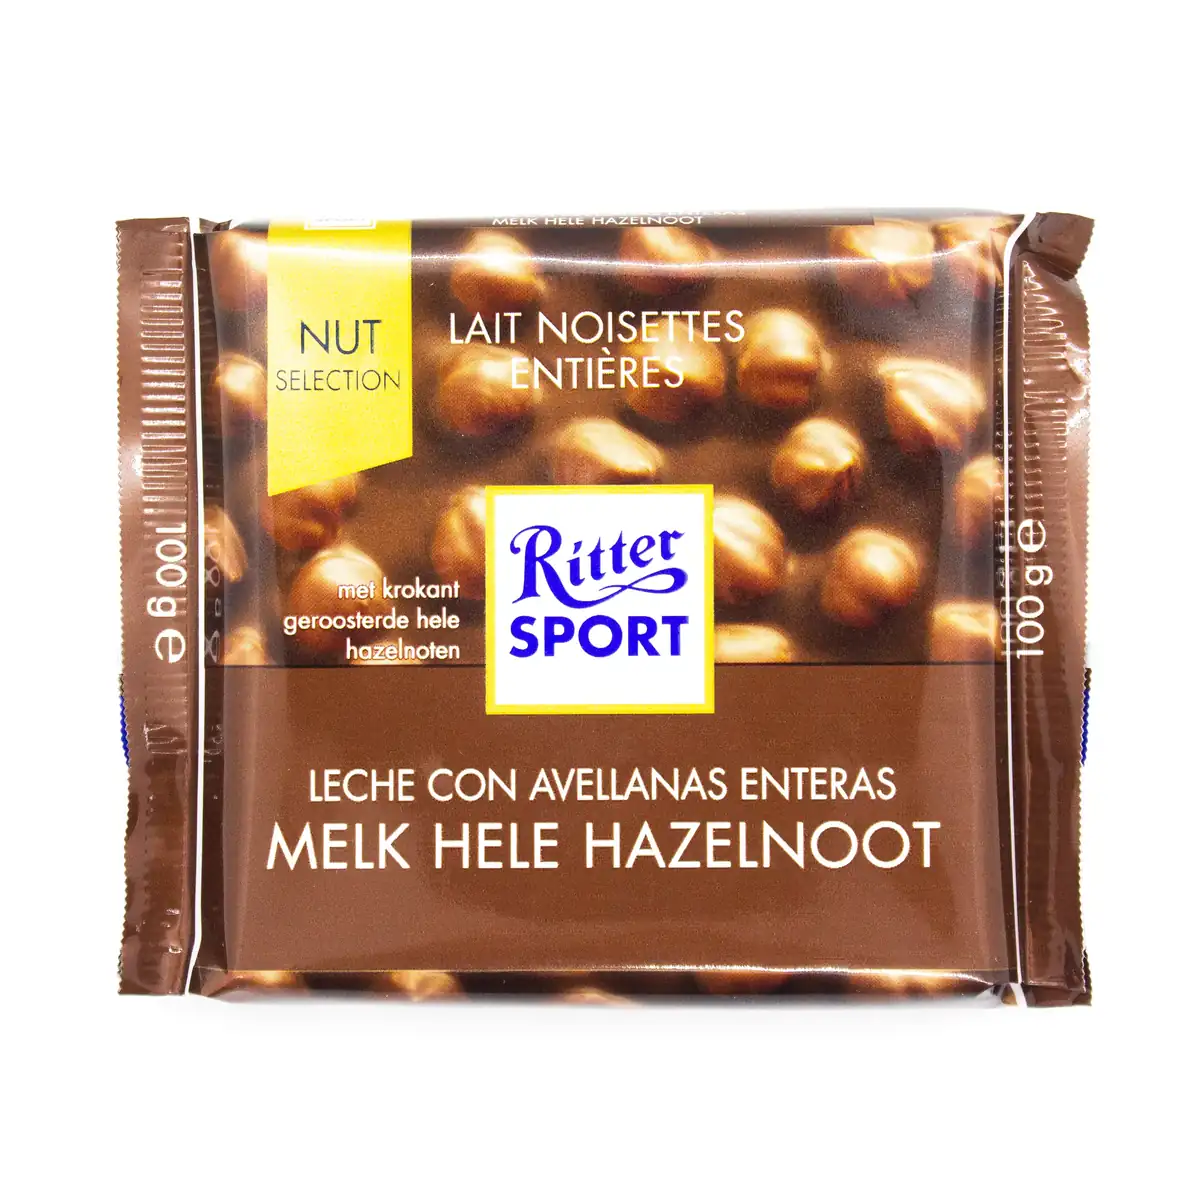 SPORT
MELK HELE HAZELNOOT
NUT
SELECTION
LAIT NOISETTES
ENTIÈRES
met krokant
geroosterde hele
hazelnoten
Ritter
SPORT
100 g e
100 g e
LECHE CON AVELLANAS ENTERAS
MELK HELE HAZELNOOT